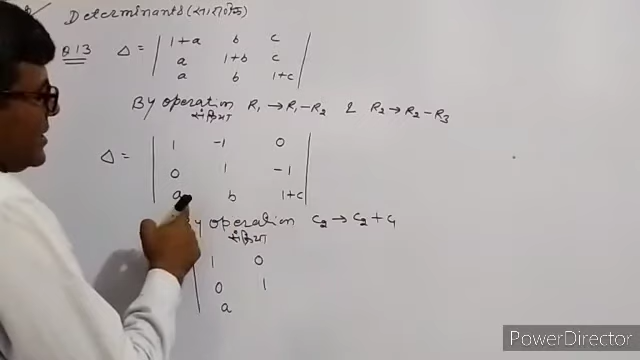 Determinants (सारणिक)
Q 13 Δ = | 1+a b c |
| a 1+b c |
| a b 1+c |
By operation R₁ → R₁-R₂ & R₂ → R₂-R₃
संक्रिया
Δ = | 1 -1 0 |
| 0 1 -1 |
| a b 1+c |
By operation C₂ → C₂ + C₁
संक्रिया
| 1 0
| 0 1
| a
PowerDirector